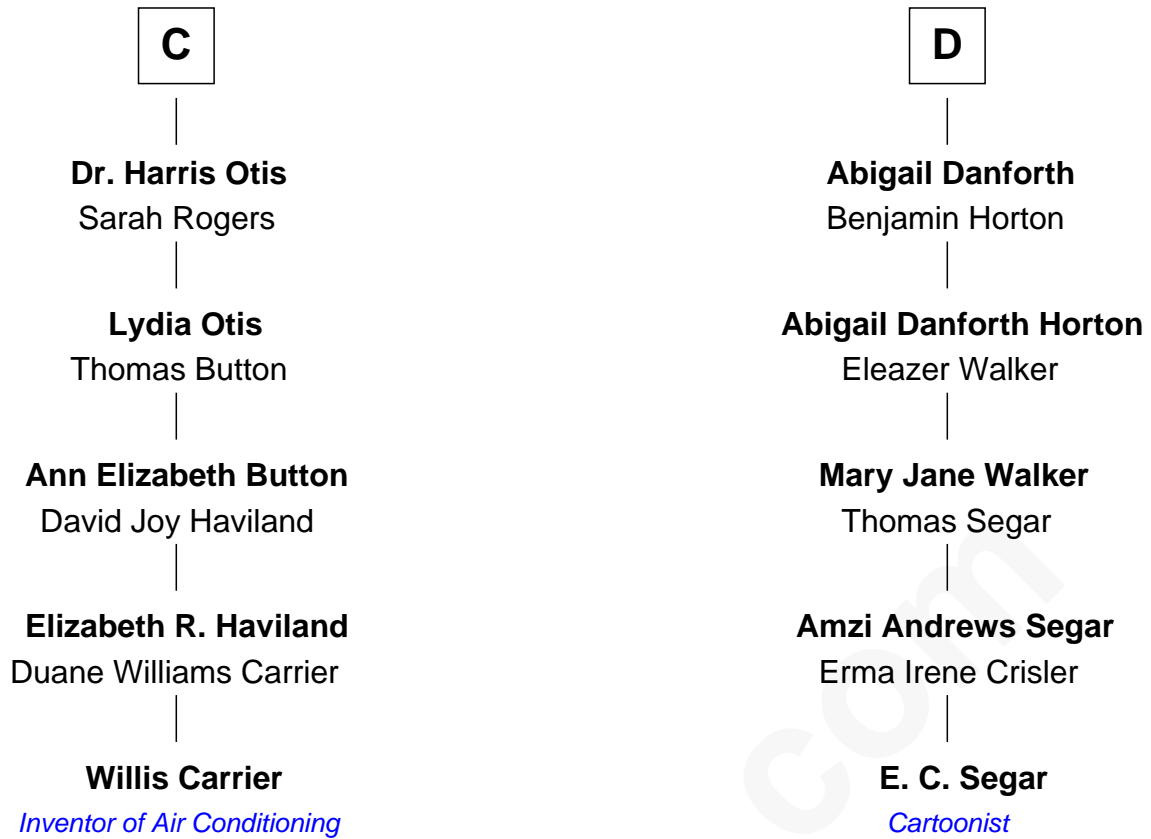 C
Dr. Harris Otis
Sarah Rogers
Lydia Otis
Thomas Button
Ann Elizabeth Button
David Joy Haviland
Elizabeth R. Haviland
Duane Williams Carrier
Willis Carrier
Inventor of Air Conditioning
D
Abigail Danforth
Benjamin Horton
Abigail Danforth Horton
Eleazer Walker
Mary Jane Walker
Thomas Segar
Amzi Andrews Segar
Erma Irene Crisler
E. C. Segar
Cartoonist
com